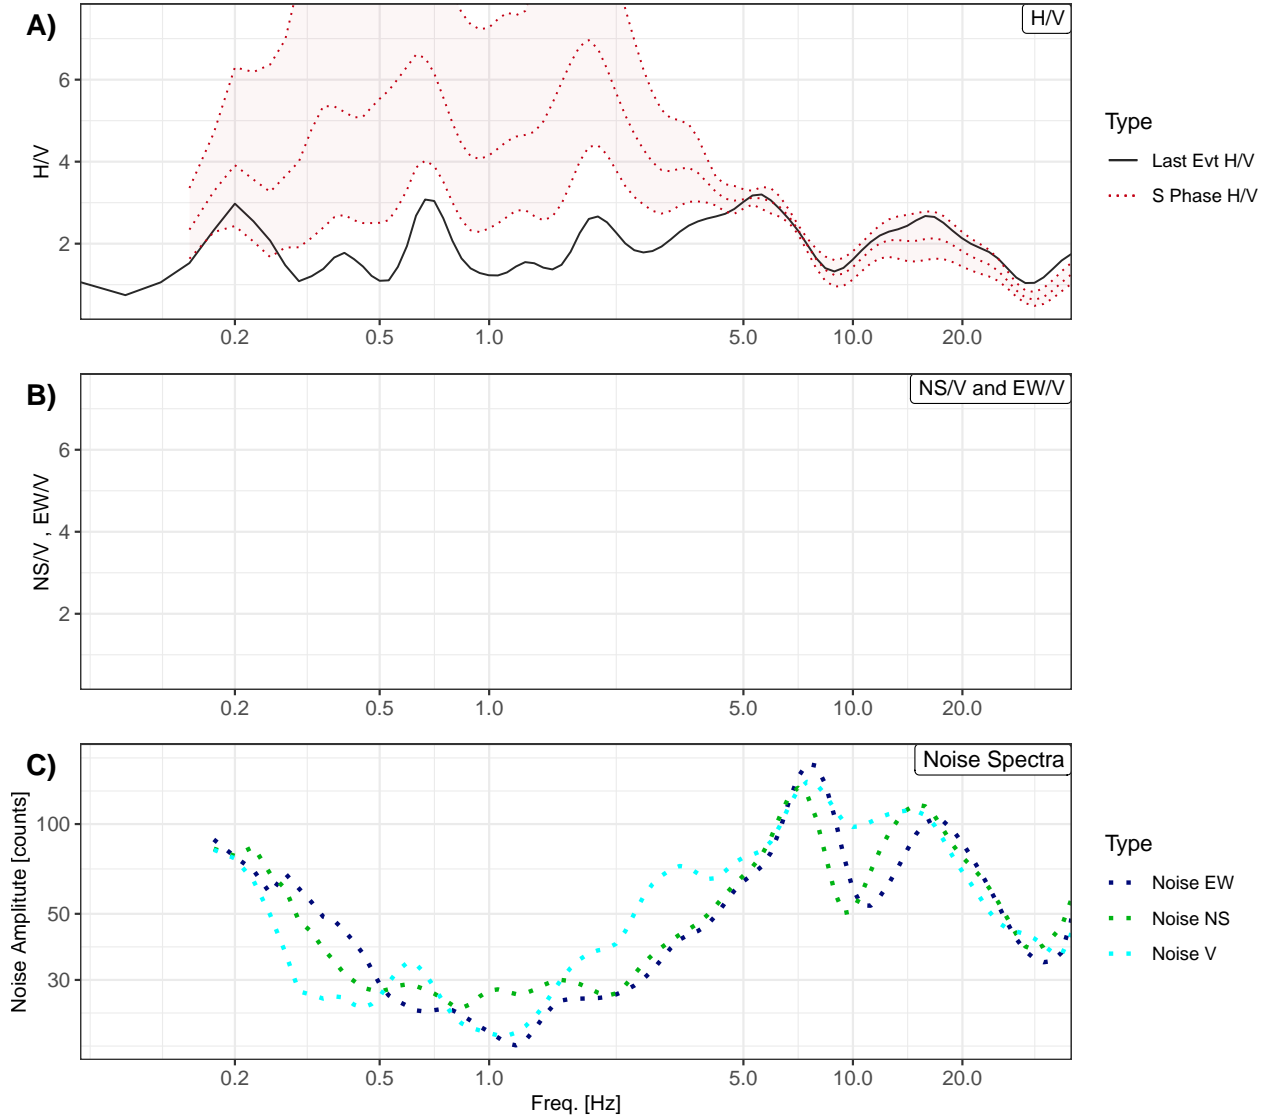 A)
H/V
6
4
2
H/V
0.2 0.5 1.0 5.0 10.0 20.0
Type
Last Evt H/V
S Phase H/V
B)
NS/V and EW/V
6
4
2
NS/V , EW/V
0.2 0.5 1.0 5.0 10.0 20.0
C)
Noise Spectra
100
50
30
Noise Amplitude [counts]
0.2 0.5 1.0 5.0 10.0 20.0
Freq. [Hz]
Type
Noise EW
Noise NS
Noise V